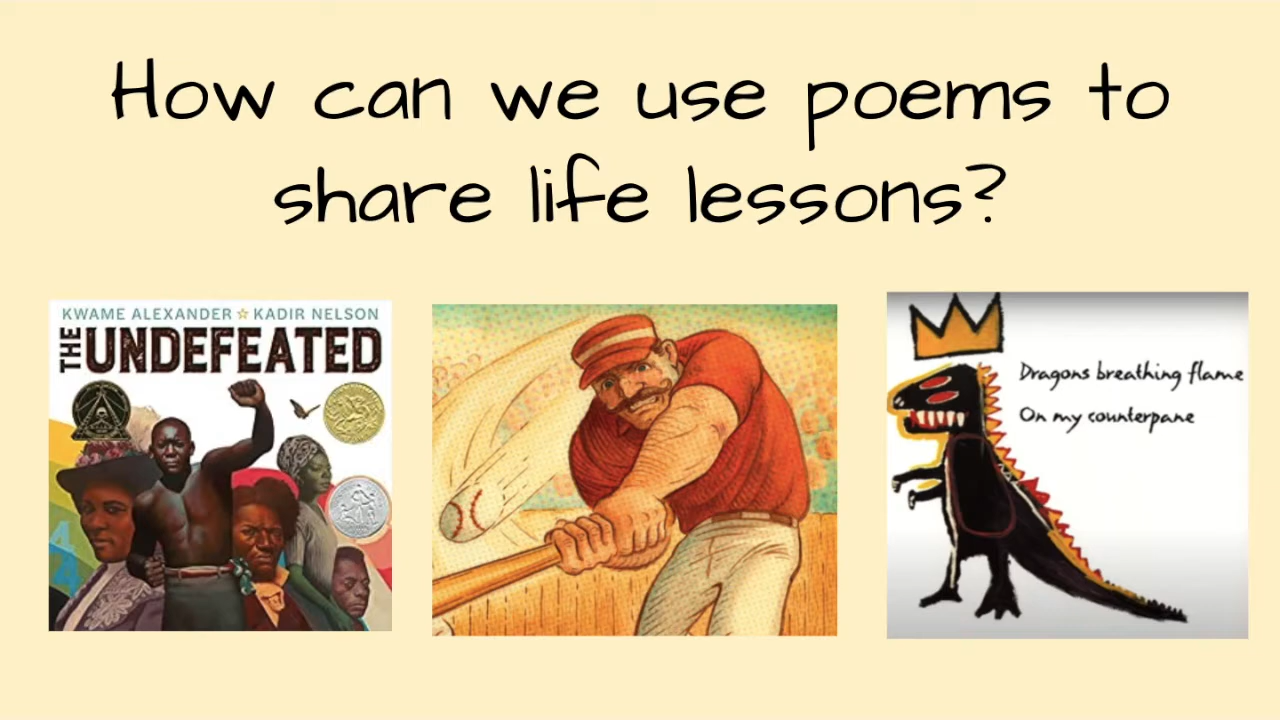 How can we use poems to
share life lessons?
KWAME ALEXANDER ☆ KADIR NELSON
THE UNDEFEATED
Dragons breathing flame
On my counterpane